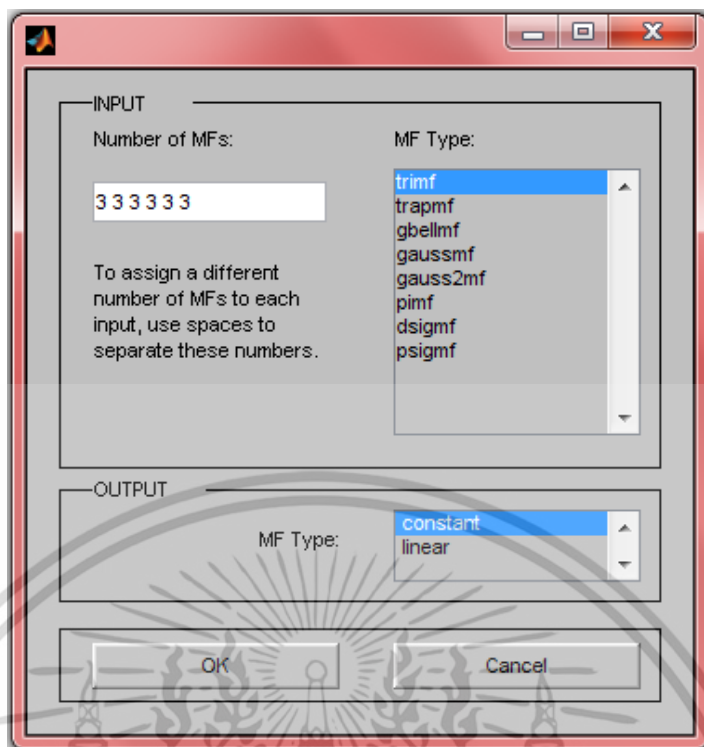 INPUT
Number of MFs:
3 3 3 3 3 3
To assign a different
number of MFs to each
input, use spaces to
separate these numbers.
MF Type:
trimf
trapmf
gbellmf
gaussmf
gauss2mf
pimf
dsigmf
psigmf
OUTPUT
MF Type:
constant
linear
OK
Cancel